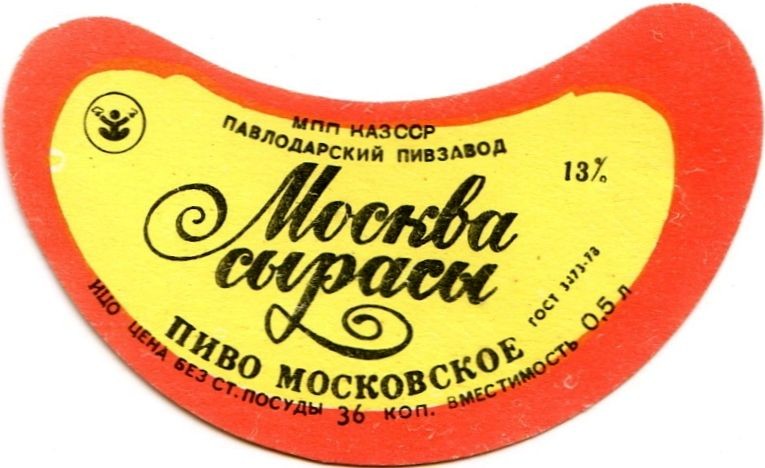 МПП КАЗССР
ПАВЛОДАРСКИЙ ПИВЗАВОД
13%
Москва
сырасы
ПИВО МОСКОВСКОЕ
ГОСТ 3473-78
ИЦО ЦЕНА БЕЗ СТ. ПОСУДЫ 36 КОП. ВМЕСТИМОСТЬ 0,5 Л